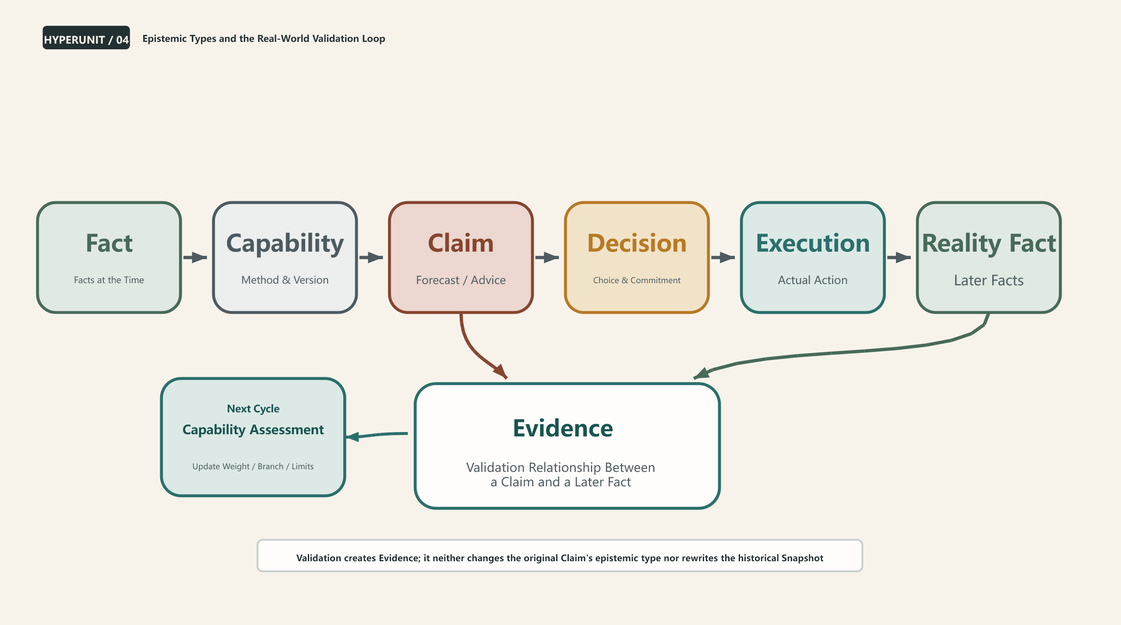 HYPERUNIT / 04
Epistemic Types and the Real-World Validation Loop
Fact
Facts at the Time
Capability
Method & Version
Claim
Forecast / Advice
Decision
Choice & Commitment
Execution
Actual Action
Reality Fact
Later Facts
Next Cycle
Capability Assessment
Update Weight / Branch / Limits
Evidence
Validation Relationship Between
a Claim and a Later Fact
Validation creates Evidence; it neither changes the original Claim's epistemic type nor rewrites the historical Snapshot